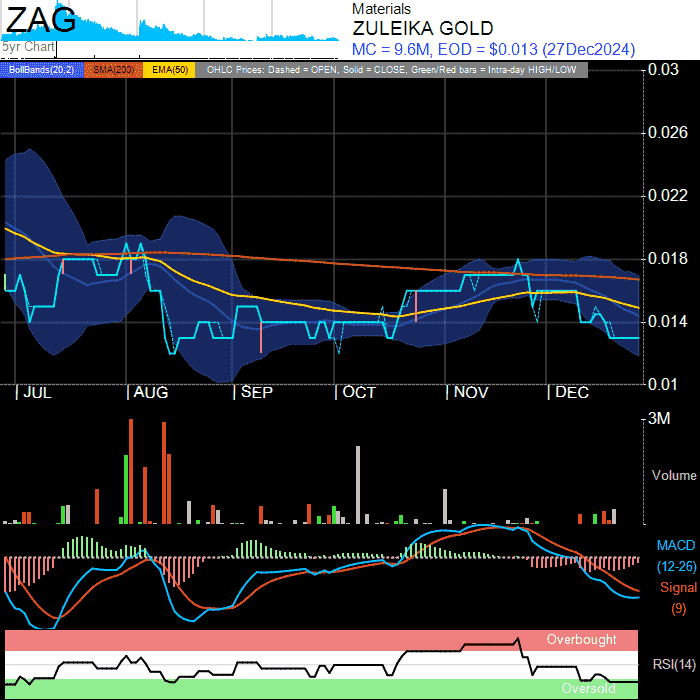 ZAG
5yr Chart
Materials
ZULEIKA GOLD
MC = 9.6M, EOD = $0.013 (27Dec2024)
BollBands(20,2) SMA(200) EMA(50) OHLC Prices: Dashed = OPEN, Solid = CLOSE, Green/Red bars = Intra-day HIGH/LOW
0.03
0.026
0.022
0.018
0.014
0.01
JUL AUG SEP OCT NOV DEC
3M
Volume
MACD
(12-26)
Signal
(9)
Overbought
RSI(14)
Oversold